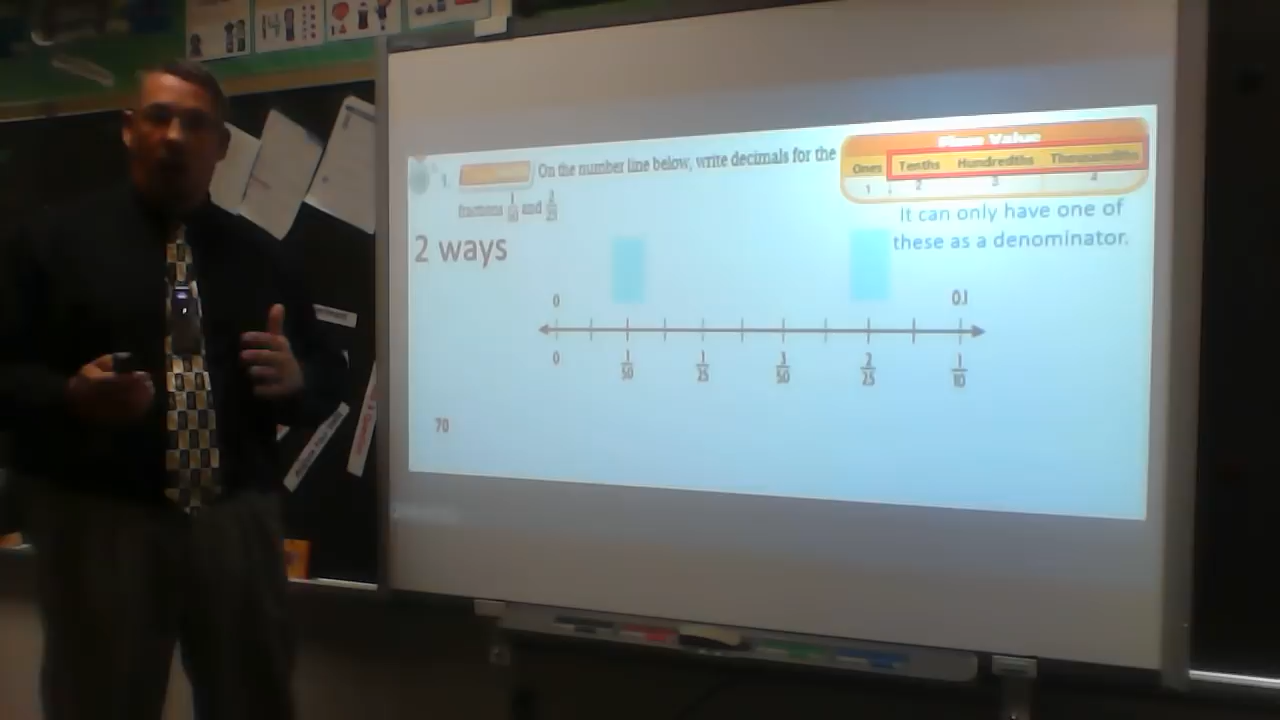 1. On the number line below, write decimals for the
fractions 1/50 and 2/25
2 ways
Place Value
Ones Tenths Hundredths Thousandths
1 2 3 4
It can only have one of
these as a denominator.
0 0.1
0 1/50 1/25 3/50 2/25 1/10
70
14